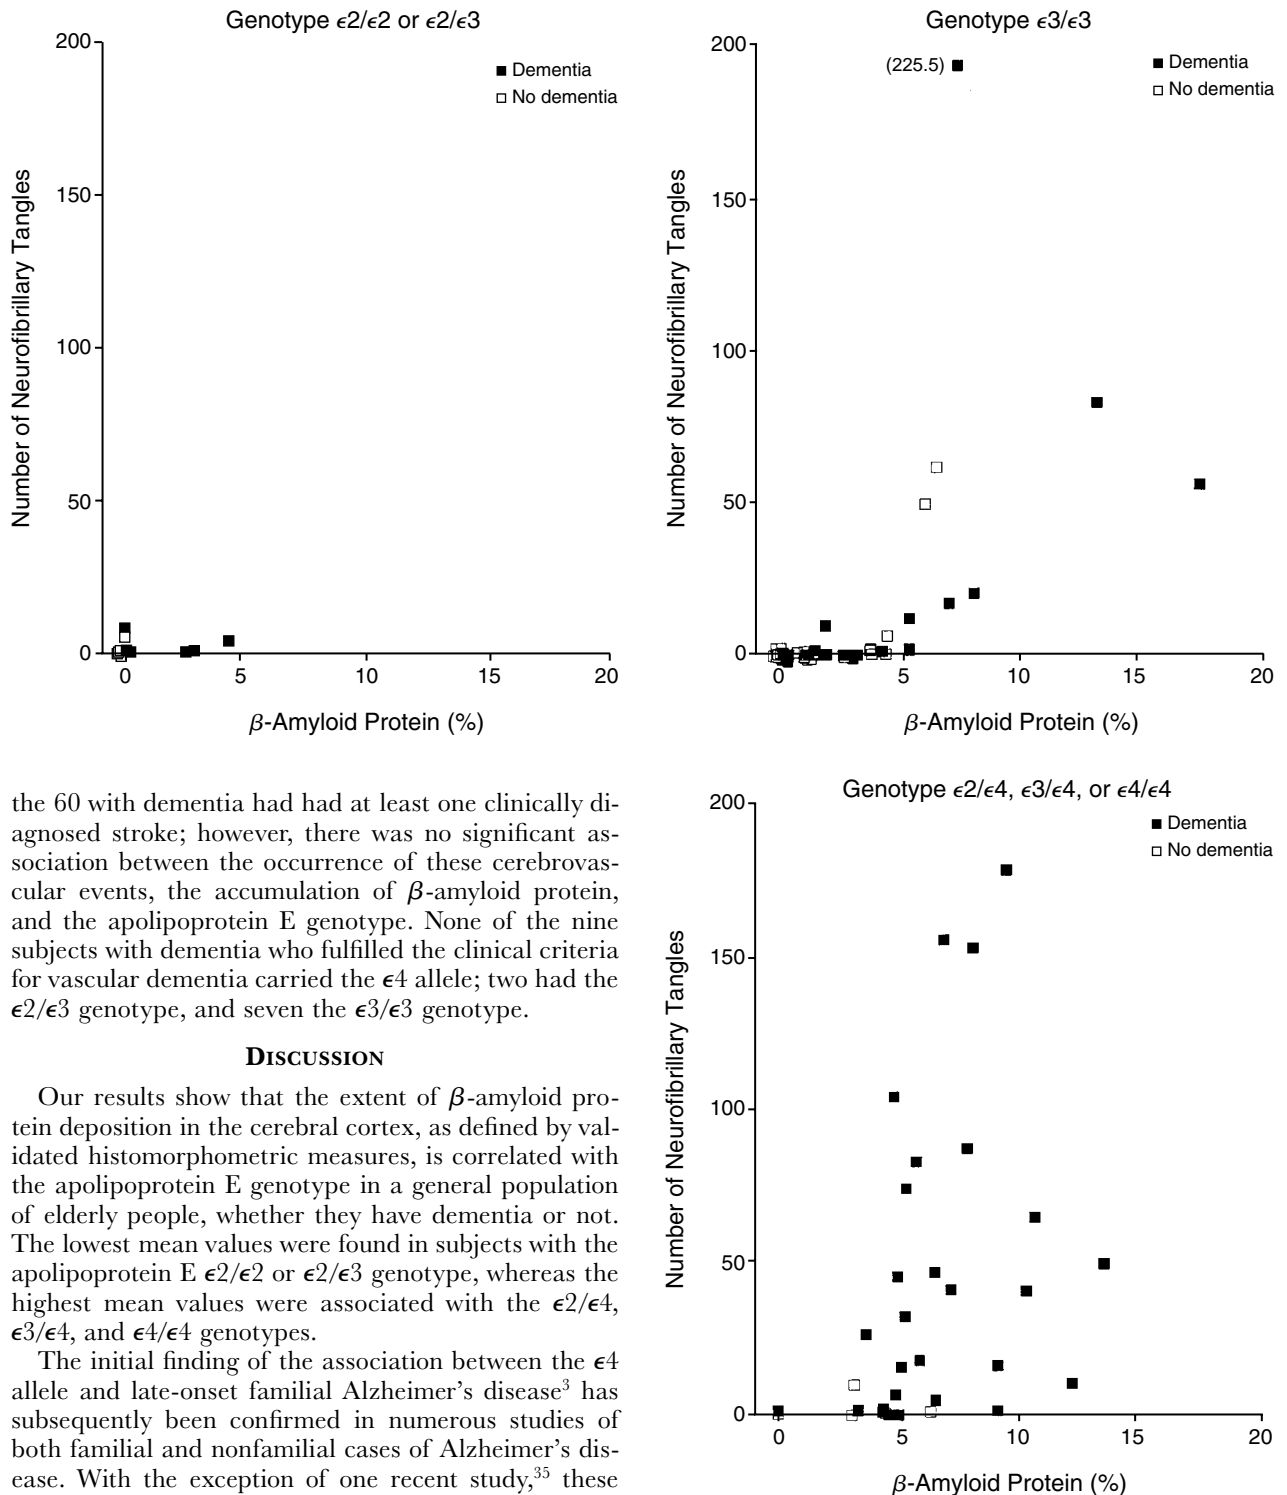 Genotype ϵ2/ϵ2 or ϵ2/ϵ3
200
150
100
50
0
Number of Neurofibrillary Tangles
Dementia
No dementia
0 5 10 15 20
β-Amyloid Protein (%)
Genotype ϵ3/ϵ3
200
150
100
50
0
Number of Neurofibrillary Tangles
(225.5)
Dementia
No dementia
0 5 10 15 20
β-Amyloid Protein (%)
the 60 with dementia had had at least one clinically di-
agnosed stroke; however, there was no significant as-
sociation between the occurrence of these cerebrovas-
cular events, the accumulation of β-amyloid protein,
and the apolipoprotein E genotype. None of the nine
subjects with dementia who fulfilled the clinical criteria
for vascular dementia carried the ϵ4 allele; two had the
ϵ2/ϵ3 genotype, and seven the ϵ3/ϵ3 genotype.
DISCUSSION
Our results show that the extent of β-amyloid pro-
tein deposition in the cerebral cortex, as defined by val-
idated histomorphometric measures, is correlated with
the apolipoprotein E genotype in a general population
of elderly people, whether they have dementia or not.
The lowest mean values were found in subjects with the
apolipoprotein E ϵ2/ϵ2 or ϵ2/ϵ3 genotype, whereas the
highest mean values were associated with the ϵ2/ϵ4,
ϵ3/ϵ4, and ϵ4/ϵ4 genotypes.
The initial finding of the association between the ϵ4
allele and late-onset familial Alzheimer's disease3 has
subsequently been confirmed in numerous studies of
both familial and nonfamilial cases of Alzheimer's dis-
ease. With the exception of one recent study,35 these
Genotype ϵ2/ϵ4, ϵ3/ϵ4, or ϵ4/ϵ4
200
150
100
50
0
Number of Neurofibrillary Tangles
Dementia
No dementia
0 5 10 15 20
β-Amyloid Protein (%)